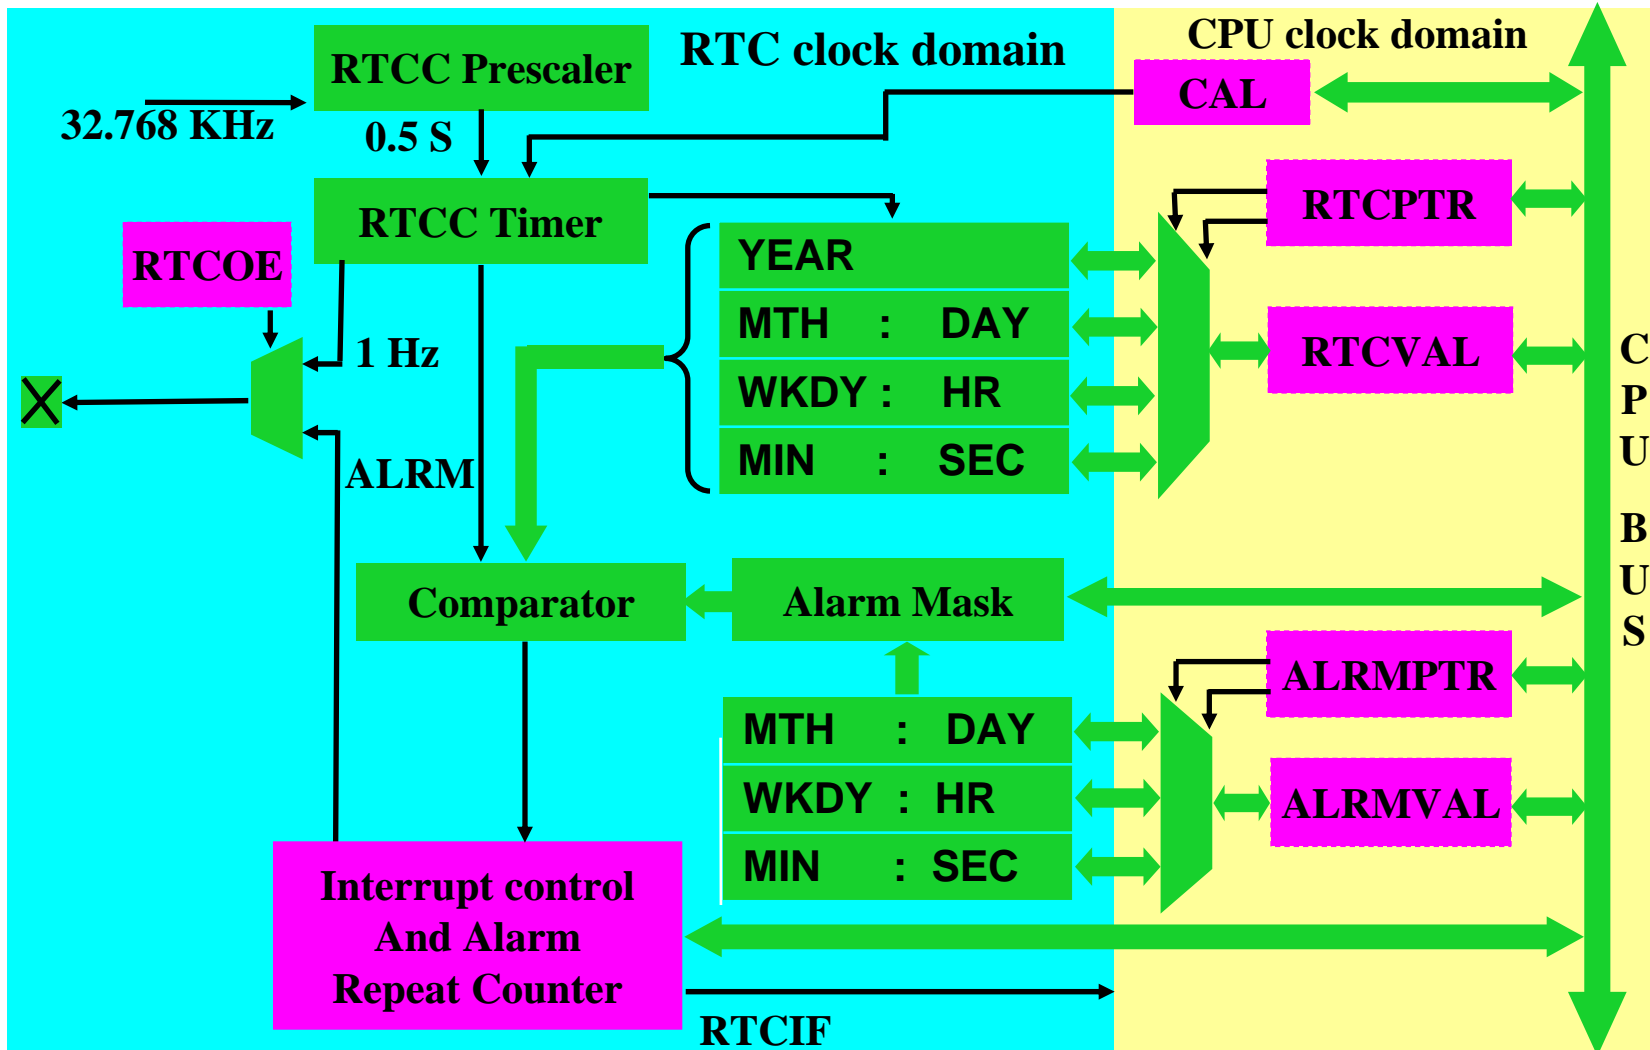 RTC clock domain
CPU clock domain
RTCC Prescaler
CAL
32.768 KHz
0.5 S
RTCC Timer
RTCPTR
RTCOE
YEAR
MTH : DAY
1 Hz
RTCVAL
WKDY : HR
MIN : SEC
ALRM
CPU BUS
Comparator
Alarm Mask
ALRMPTR
MTH : DAY
WKDY : HR
ALRMVAL
MIN : SEC
Interrupt control
And Alarm
Repeat Counter
RTCIF